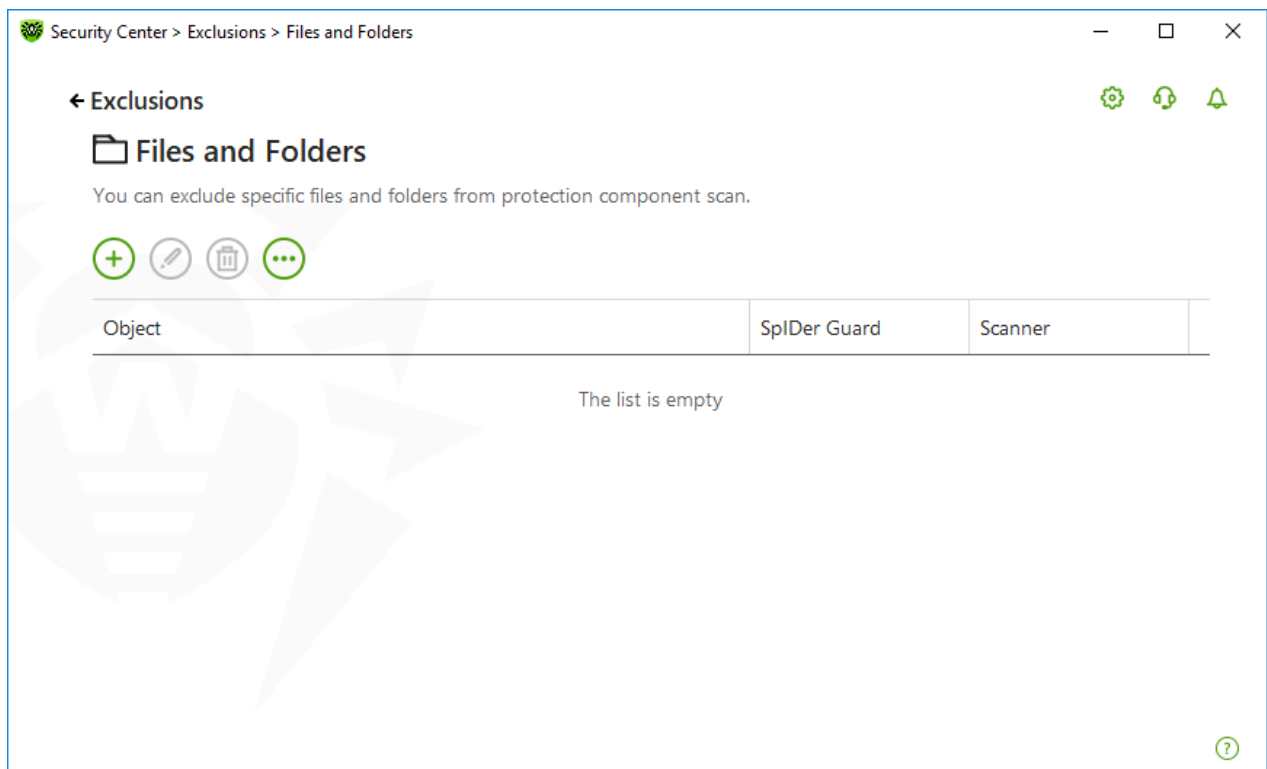 Security Center > Exclusions > Files and Folders
Exclusions
Files and Folders
You can exclude specific files and folders from protection component scan.
Object SpIDer Guard Scanner
The list is empty
?